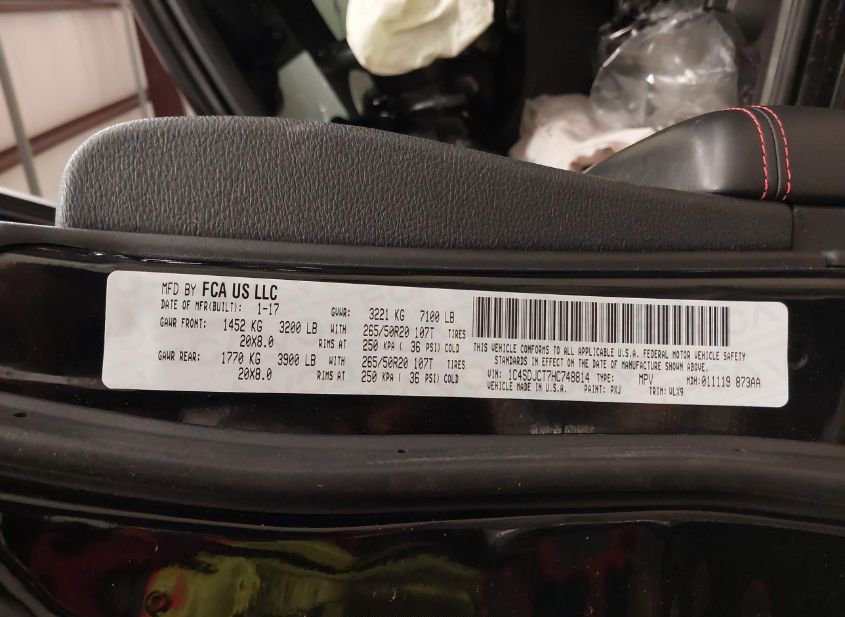 MFD BY FCA US LLC
DATE OF MFR(BUILT): 1-17 GVWR: 3221 KG 7100 LB
GAWR FRONT: 1452 KG 3200 LB WITH 265/50R20 107T TIRES
20X8.0 RIMS AT 250 KPA ( 36 PSI) COLD
GAWR REAR: 1770 KG 3900 LB WITH 265/50R20 107T TIRES
20X8.0 RIMS AT 250 KPA ( 36 PSI) COLD
THIS VEHICLE CONFORMS TO ALL APPLICABLE U.S.A. FEDERAL MOTOR VEHICLE SAFETY
STANDARDS IN EFFECT ON THE DATE OF MANUFACTURE SHOWN ABOVE.
VIN: 1C4SDJCT7HC748814 TYPE: MPV MDH: 011119 873AA
VEHICLE MADE IN U.S.A. PAINT: PXJ TRIM: VLX9